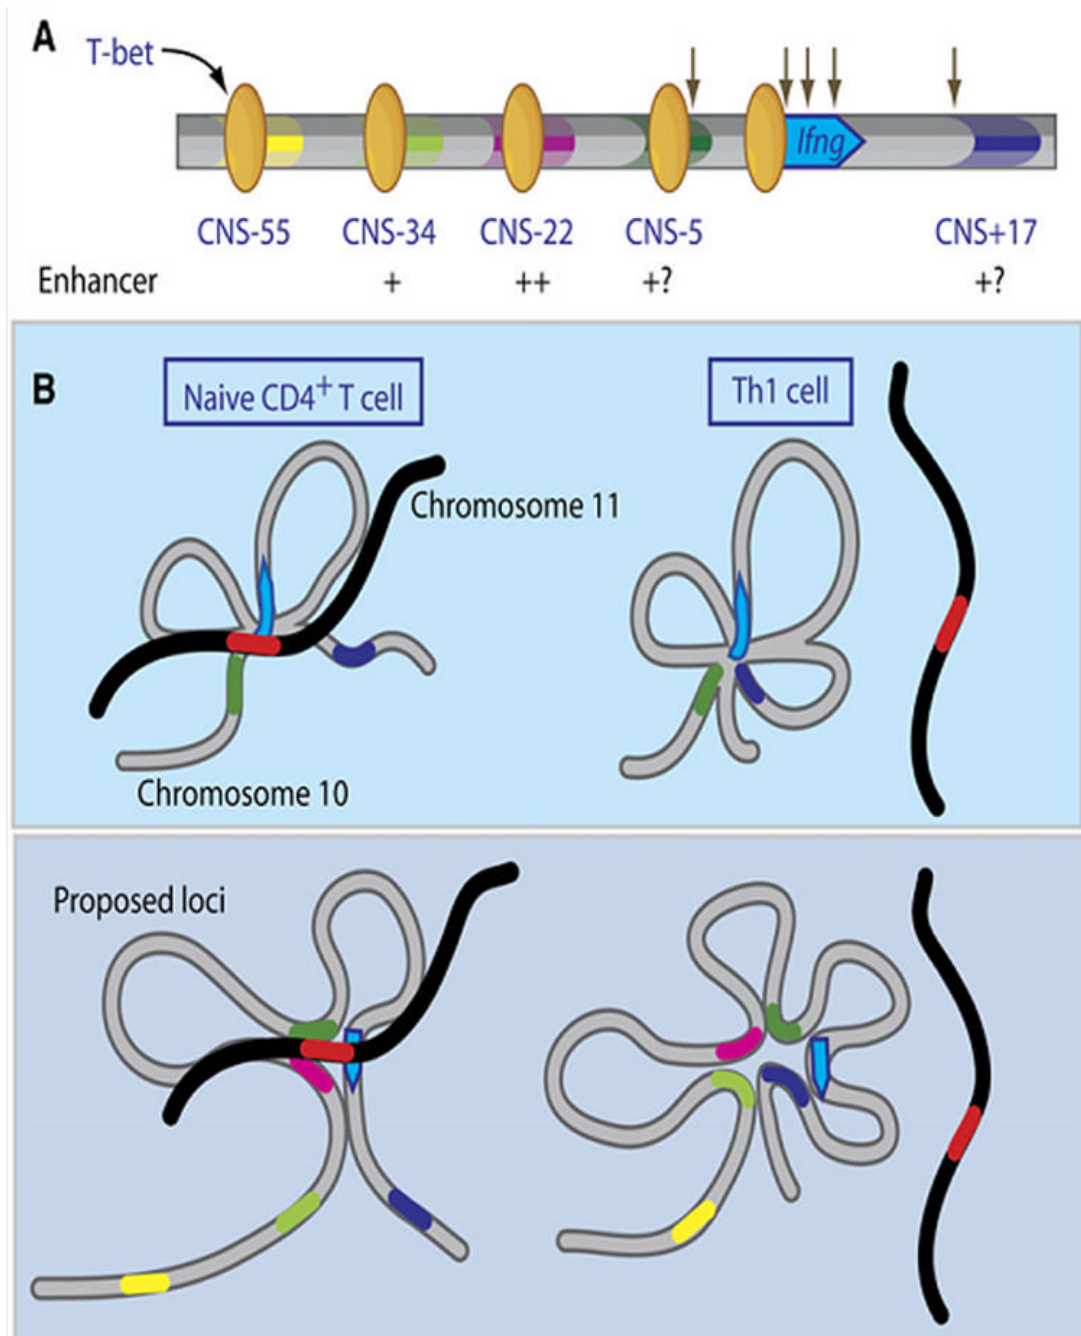 A
T-bet
Ifng
CNS-55 CNS-34 CNS-22 CNS-5 CNS+17
Enhancer + ++ +? +?
B
Naive CD4+ T cell
Th1 cell
Chromosome 11
Chromosome 10
Proposed loci